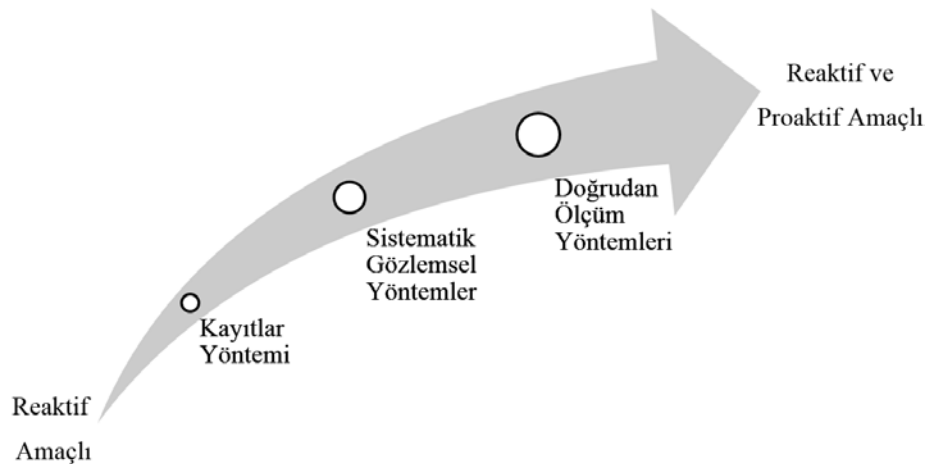 Reaktif ve
Proaktif Amaçlı
Doğrudan
Ölçüm
Yöntemleri
Sistematik
Gözlemsel
Yöntemler
Kayıtlar
Yöntemi
Reaktif
Amaçlı